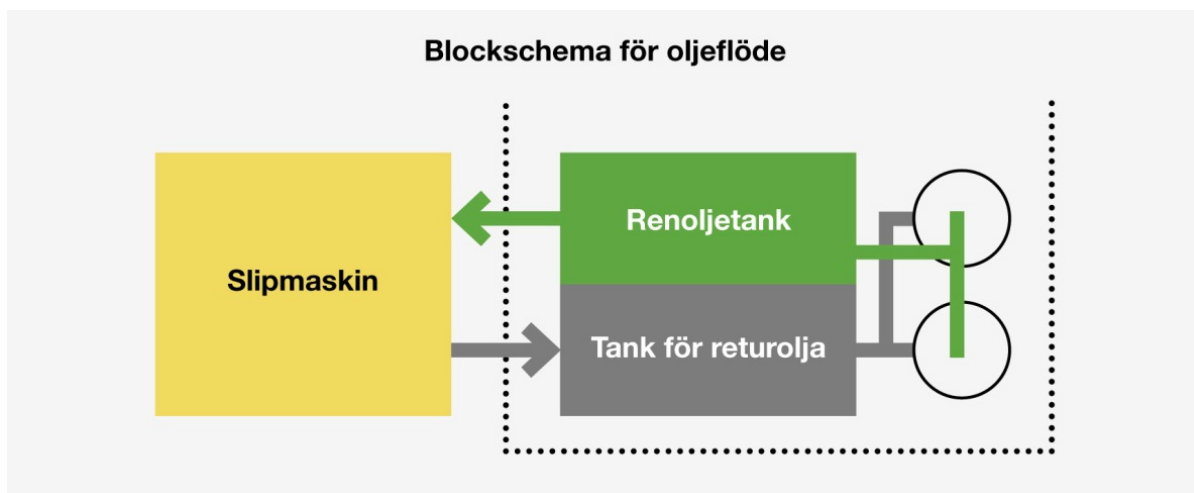 Blockschema för oljeflöde
Renoljetank
Slipmaskin
Tank för returolja